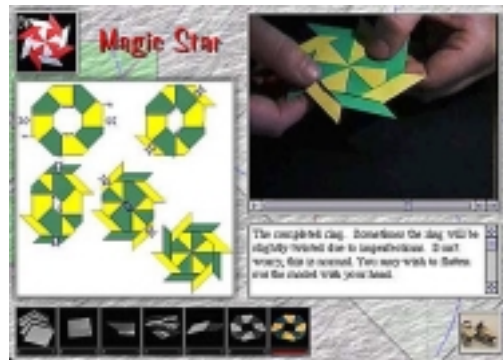 Magic Star
The completed ring. Sometimes the ring will be
slightly twisted due to imperfections. Don't
worry, this is normal. You may wish to flatten
out the model with your hand.